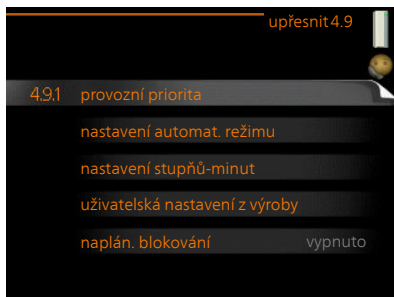 upřesnit 4.9
4.9.1 provozní priorita
nastavení automat. režimu
nastavení stupňů-minut
uživatelská nastavení z výroby
naplán. blokování vypnuto